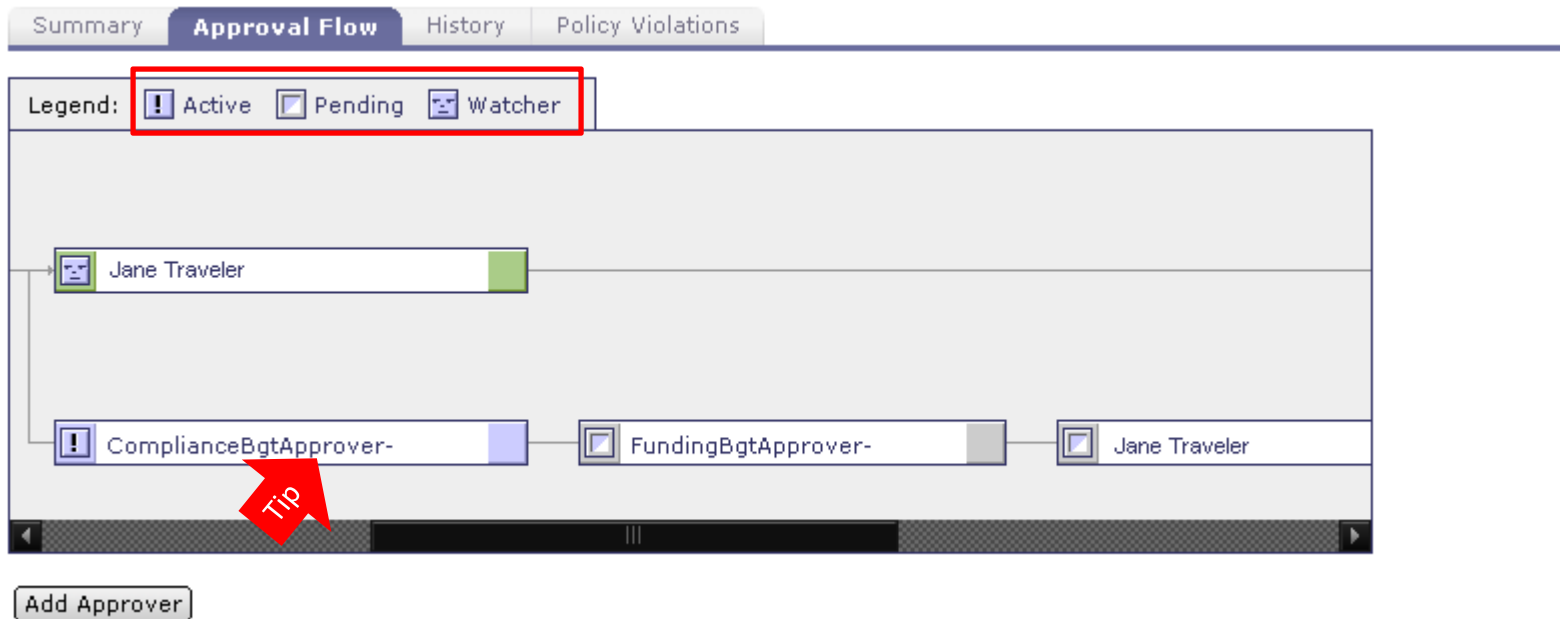 Summary Approval Flow History Policy Violations
Legend: Active Pending Watcher
Jane Traveler
ComplianceBgtApprover- FundingBgtApprover- Jane Traveler
Tip
Add Approver